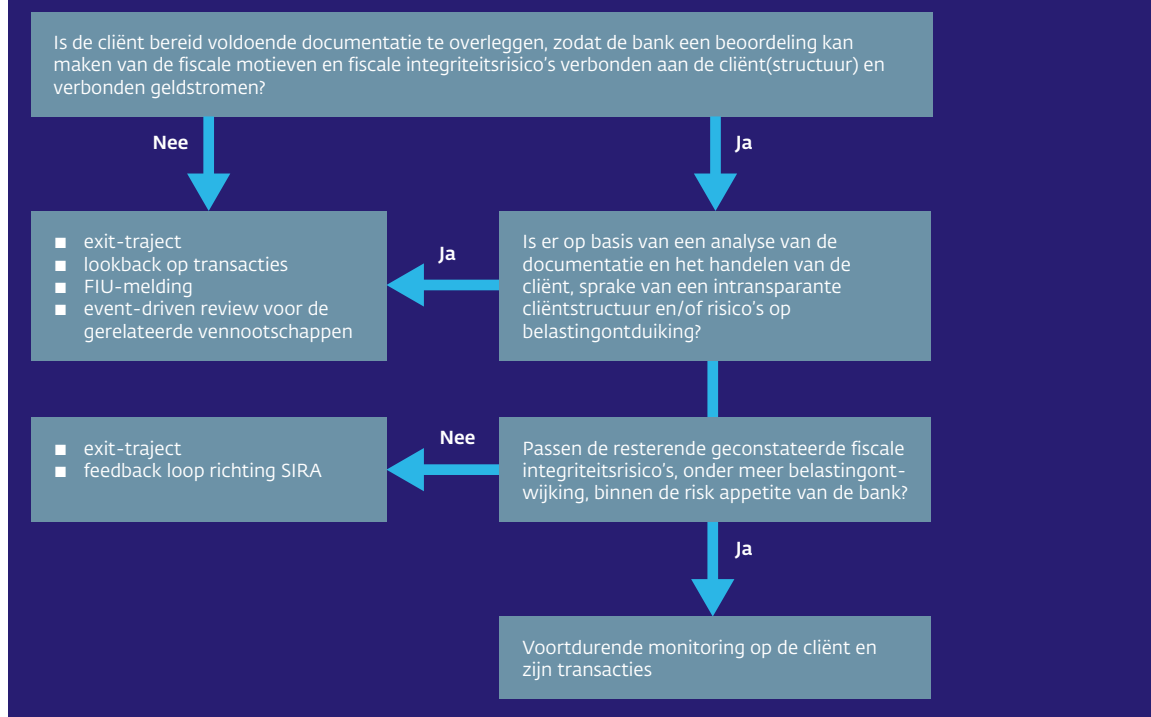 Is de cliënt bereid voldoende documentatie te overleggen, zodat de bank een beoordeling kan
maken van de fiscale motieven en fiscale integriteitsrisico's verbonden aan de cliënt(structuur) en
verbonden geldstromen?
Nee
Ja
■ exit-traject
■ lookback op transacties
■ FIU-melding
■ event-driven review voor de
gerelateerde vennootschappen
Ja
Is er op basis van een analyse van de
documentatie en het handelen van de
cliënt, sprake van een intransparante
cliëntstructuur en/of risico's op
belastingontduiking?
■ exit-traject
■ feedback loop richting SIRA
Nee
Passen de resterende geconstateerde fiscale
integriteitsrisico's, onder meer belastingont-
wijking, binnen de risk appetite van de bank?
Ja
Voortdurende monitoring op de cliënt en
zijn transacties